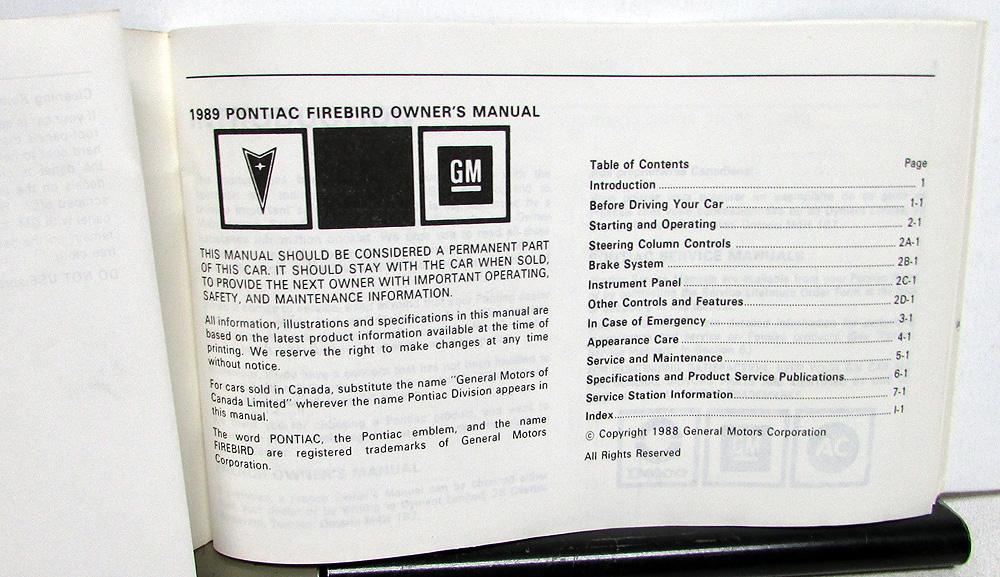 1989 PONTIAC FIREBIRD OWNER'S MANUAL
GM
THIS MANUAL SHOULD BE CONSIDERED A PERMANENT PART
OF THIS CAR. IT SHOULD STAY WITH THE CAR WHEN SOLD,
TO PROVIDE THE NEXT OWNER WITH IMPORTANT OPERATING,
SAFETY, AND MAINTENANCE INFORMATION.
All information, illustrations and specifications in this manual are
based on the latest product information available at the time of
printing. We reserve the right to make changes at any time
without notice.
For cars sold in Canada, substitute the name "General Motors of
Canada Limited" wherever the name Pontiac Division appears in
this manual.
The word PONTIAC, the Pontiac emblem, and the name
FIREBIRD are registered trademarks of General Motors
Corporation.
Table of Contents Page
Introduction 1
Before Driving Your Car 1-1
Starting and Operating 2-1
Steering Column Controls 2A-1
Brake System 2B-1
Instrument Panel 2C-1
Other Controls and Features 2D-1
In Case of Emergency 3-1
Appearance Care 4-1
Service and Maintenance 5-1
Specifications and Product Service Publications 6-1
Service Station Information 7-1
Index I-1
© Copyright 1988 General Motors Corporation
All Rights Reserved